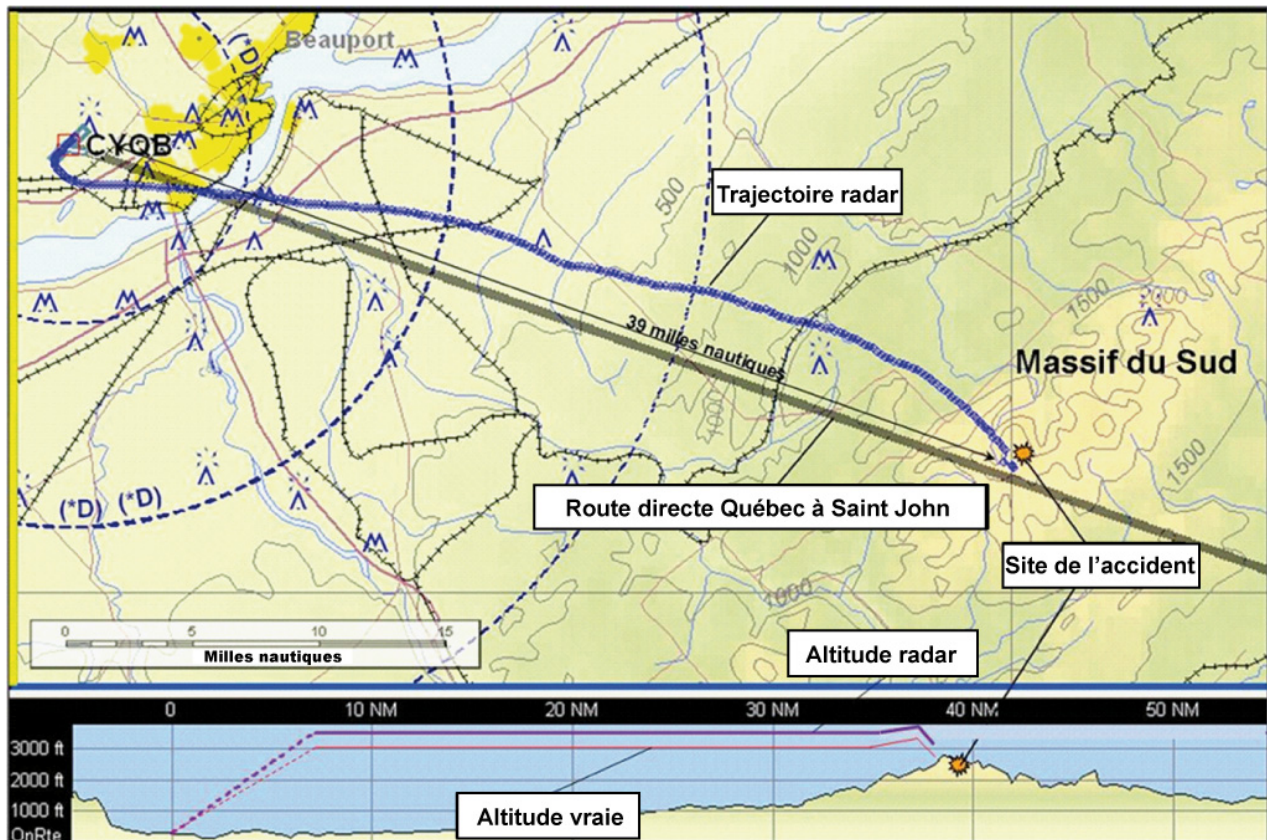 Beauport
(*D)
CYQB
Trajectoire radar
500
1000
1500
2000
39 milles nautiques
Massif du Sud
1000
1500
(*D) (*D)
Route directe Québec à Saint John
Site de l'accident
1000
0 5 10 15
Milles nautiques
Altitude radar
0 10 NM 20 NM 30 NM 40 NM 50 NM
3000 ft
2000 ft
1000 ft
OnRte
Altitude vraie